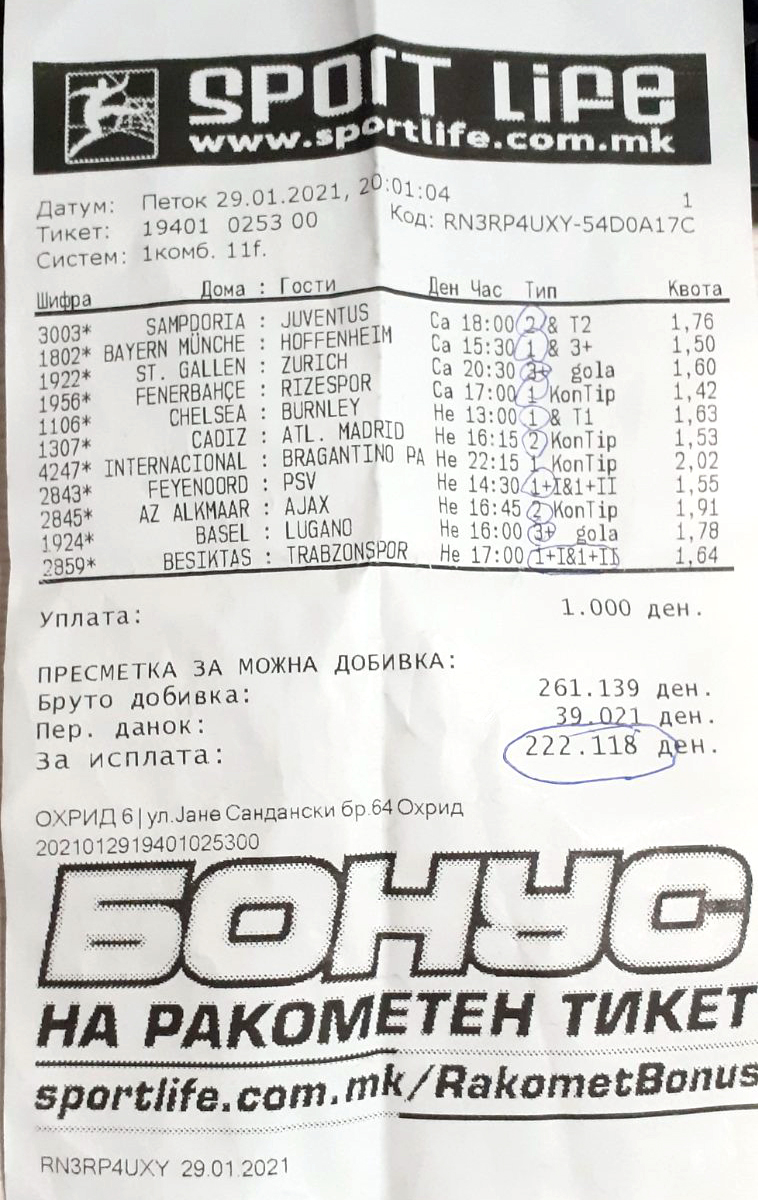 SPORT LiFe
www.sportlife.com.mk
Датум: Петок 29.01.2021, 20:01:04 1
Тикет: 19401 0253 00 Код: RN3RP4UXY-54D0A17C
Систем: 1комб. 11f.
Шифра Дома : Гости Ден Час Тип Квота
3003* SAMPDORIA : JUVENTUS Са 18:00 2 & T2 1,76
1802* BAYERN MÜNCHE : HOFFENHEIM Са 15:30 1 & 3+ 1,50
1922* ST. GALLEN : ZURICH Са 20:30 3+ gola 1,60
1956* FENERBAHÇE : RIZESPOR Са 17:00 1 KonTip 1,42
1106* CHELSEA : BURNLEY Не 13:00 1 & T1 1,63
1307* CADIZ : ATL. MADRID Не 16:15 2 KonTip 1,53
4247* INTERNACIONAL : BRAGANTINO PA Не 22:15 1 KonTip 2,02
2843* FEYENOORD : PSV Не 14:30 1+I&1+II 1,55
2845* AZ ALKMAAR : AJAX Не 16:45 2 KonTip 1,91
1924* BASEL : LUGANO Не 16:00 3+ gola 1,78
2859* BESIKTAS : TRABZONSPOR Не 17:00 1+I&1+II 1,64
Уплата: 1.000 ден.
ПРЕСМЕТКА ЗА МОЖНА ДОБИВКА:
Бруто добивка: 261.139 ден.
Пер. данок: 39.021 ден.
За исплата: 222.118 ден.
ОХРИД 6 | ул.Јане Сандански бр.64 Охрид
2021012919401025300
БОНУС
НА РАКОМЕТЕН ТИКЕТ
sportlife.com.mk/RakometBonus
RN3RP4UXY 29.01.2021